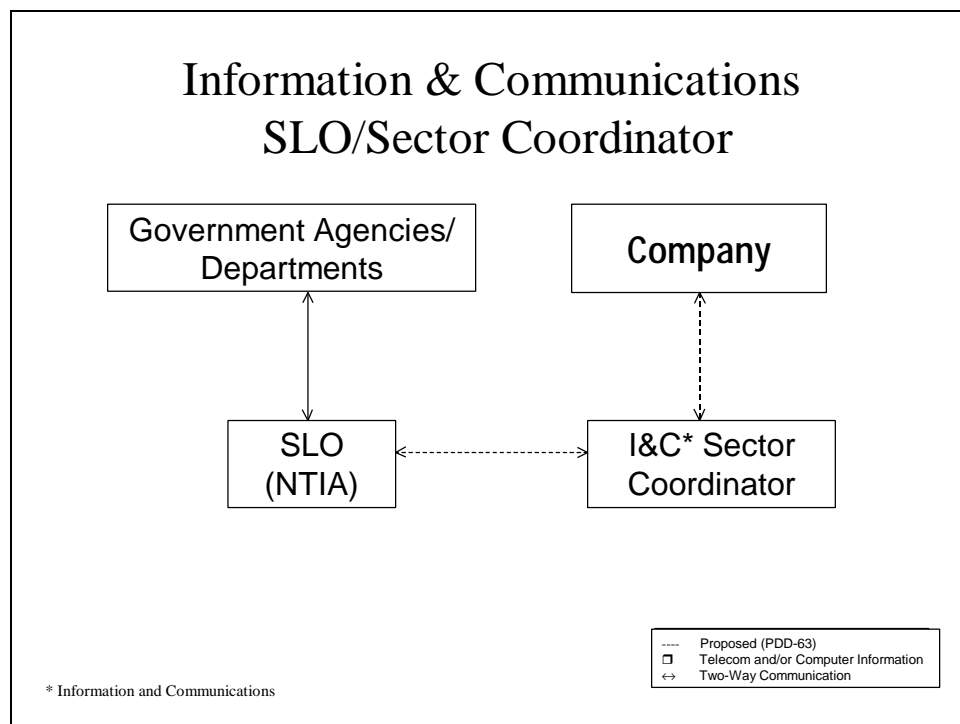 Information & Communications
SLO/Sector Coordinator
Government Agencies/
Departments
Company
SLO
(NTIA)
I&C* Sector
Coordinator
---- Proposed (PDD-63)
❒ Telecom and/or Computer Information
↔ Two-Way Communication
* Information and Communications